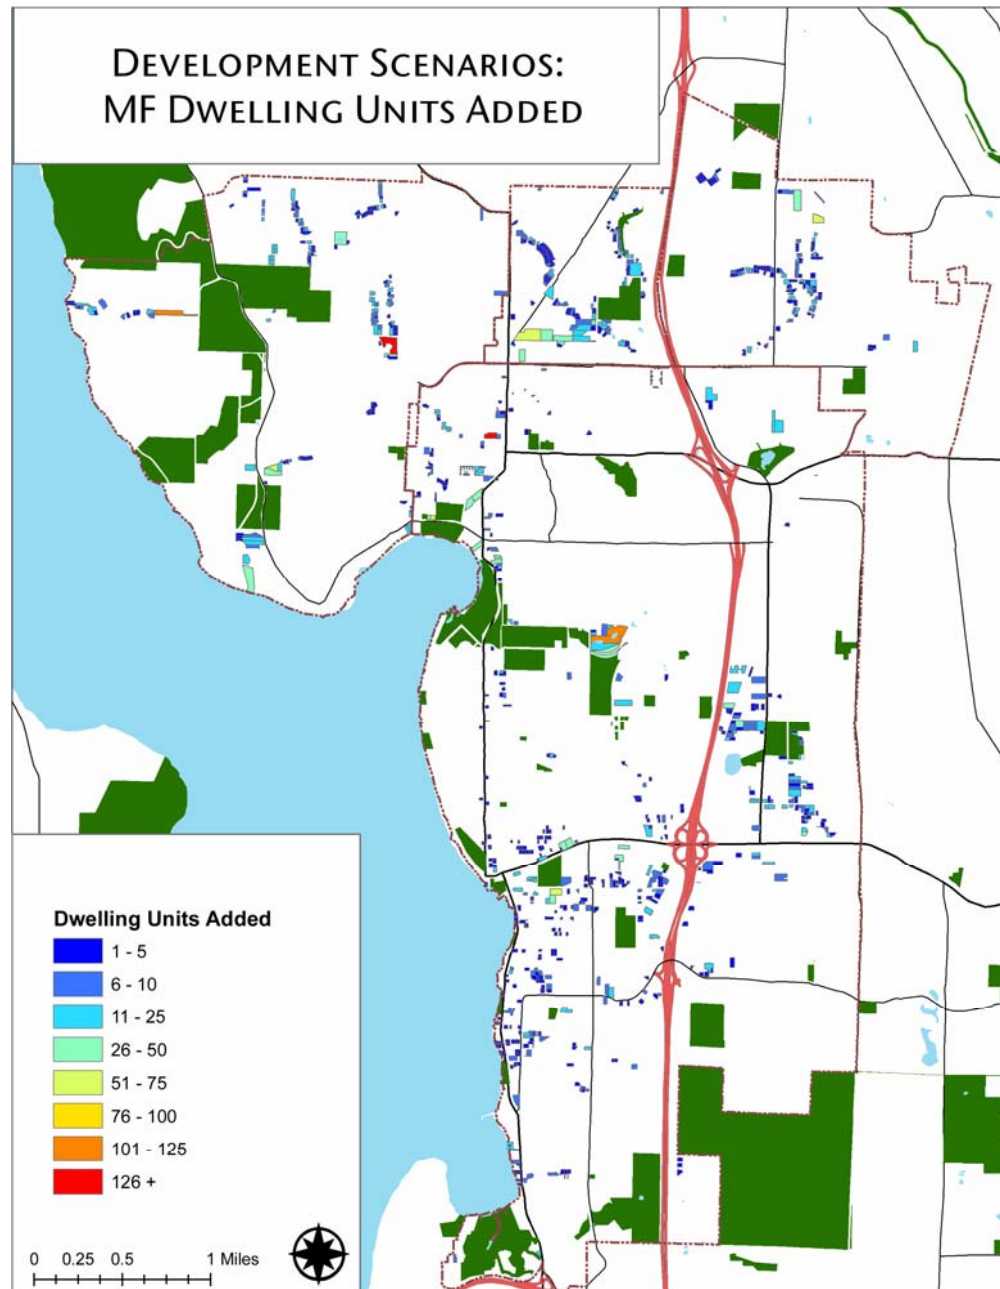 DEVELOPMENT SCENARIOS:
MF DWELLING UNITS ADDED
Dwelling Units Added
1 - 5
6 - 10
11 - 25
26 - 50
51 - 75
76 - 100
101 - 125
126 +
0 0.25 0.5 1 Miles